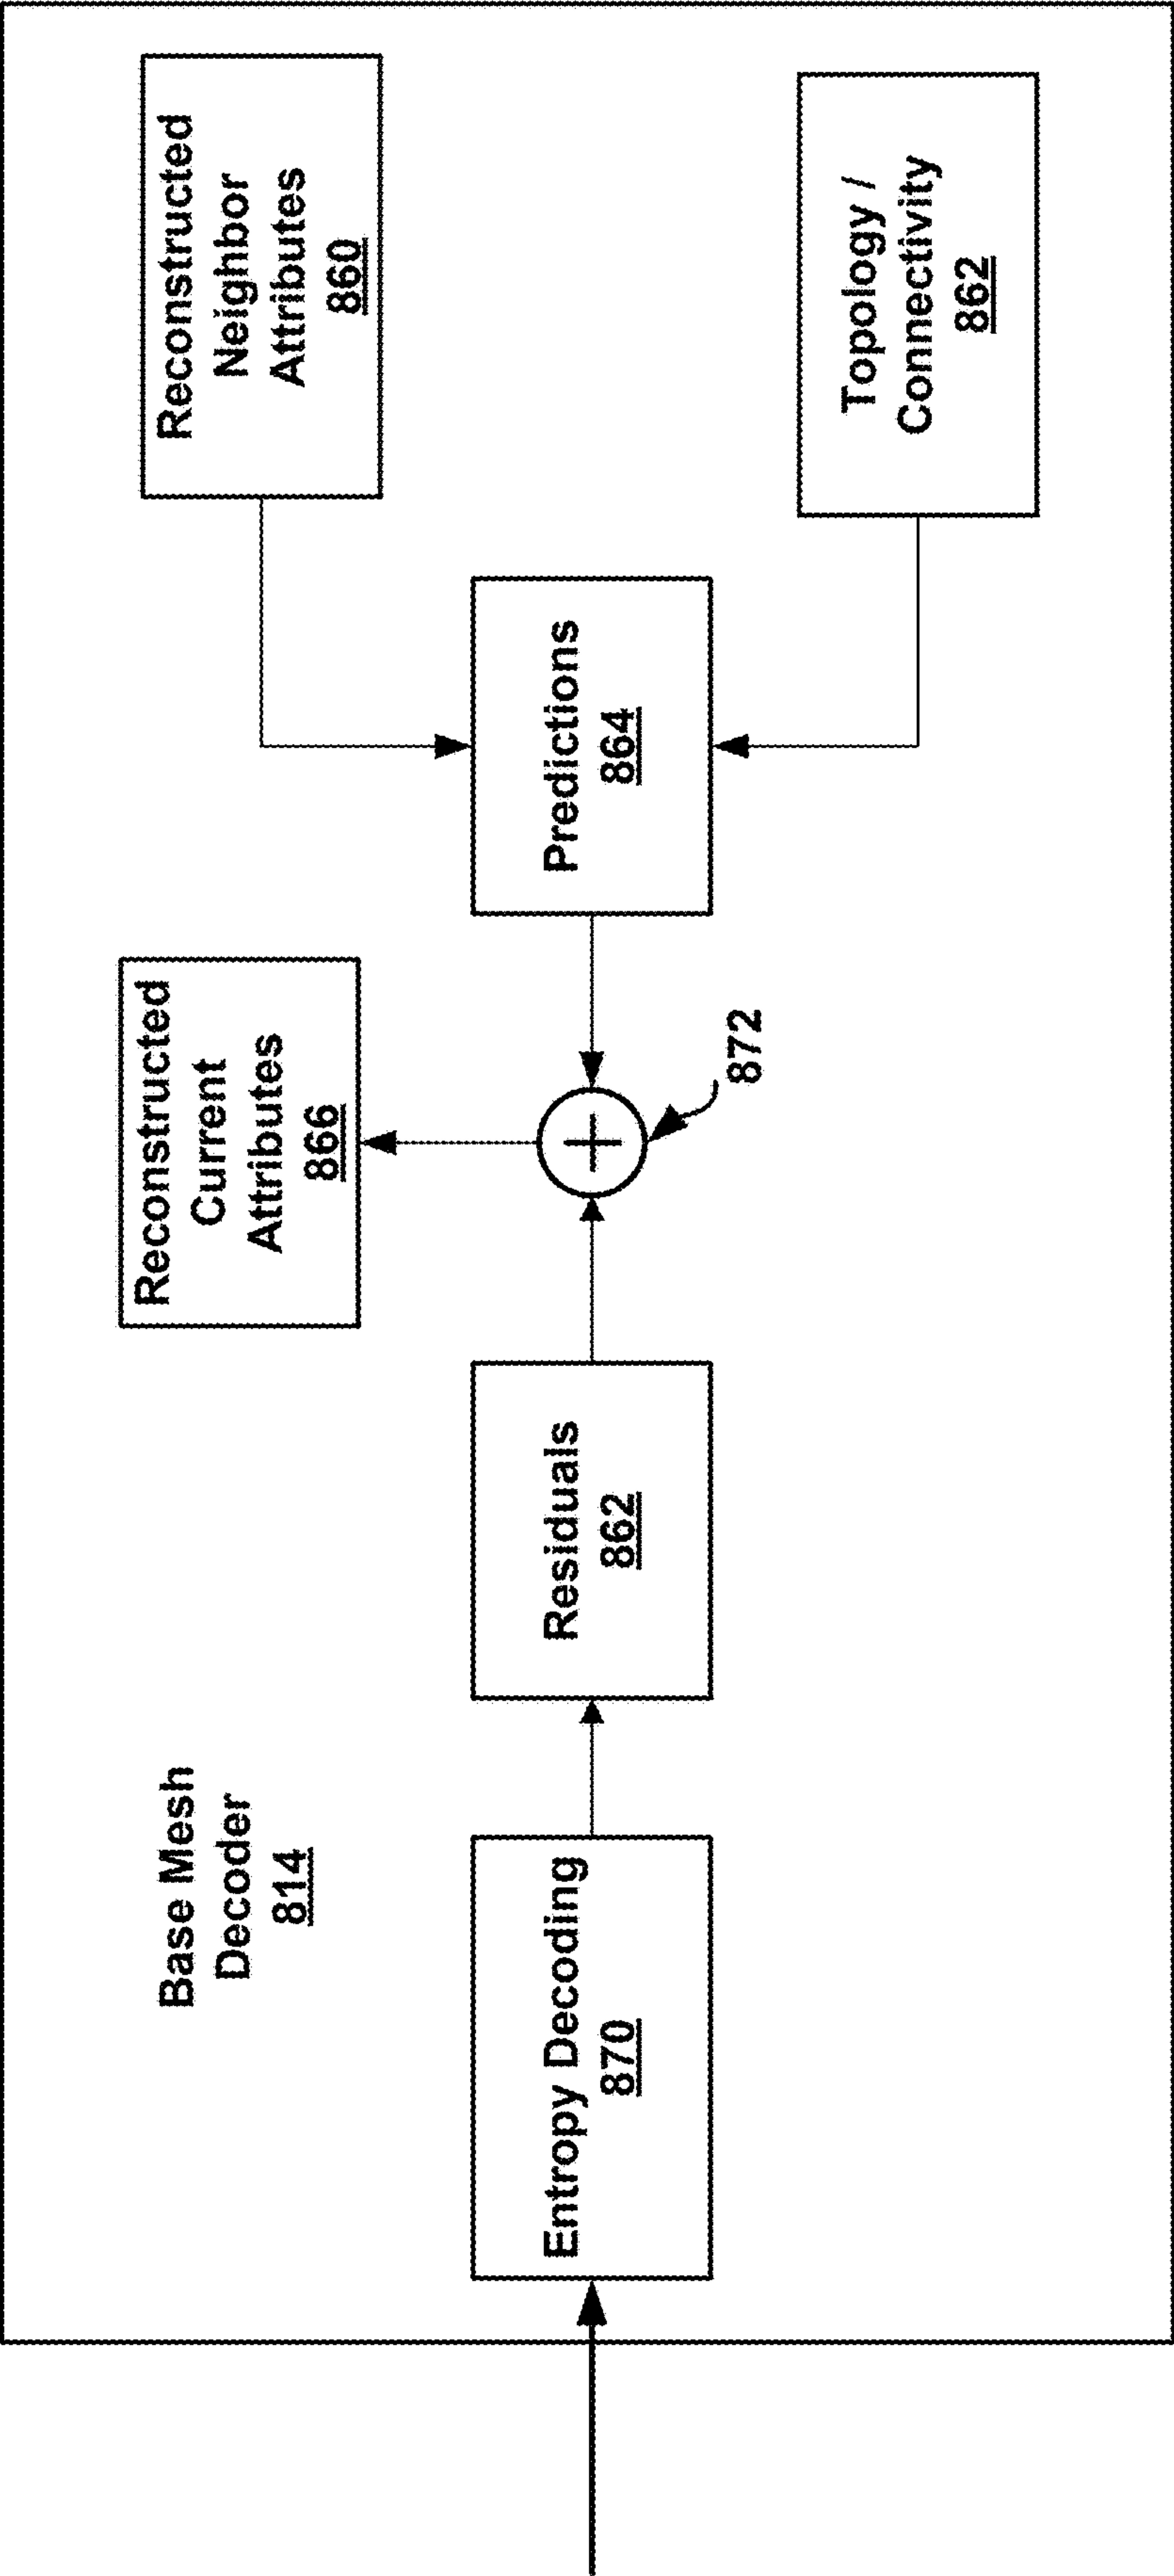 Base Mesh
Decoder
814
Entropy Decoding
870
Residuals
862
Reconstructed
Current
Attributes
866
872
Predictions
864
Reconstructed
Neighbor
Attributes
860
Topology /
Connectivity
862